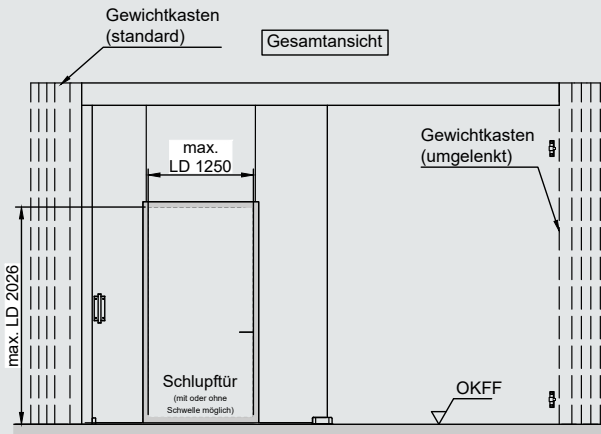 Gewichtkasten
(standard)
Gesamtansicht
max.
LD 1250
Gewichtkasten
(umgelenkt)
max. LD 2026
Schlupftür
(mit oder ohne
Schwelle möglich)
OKFF